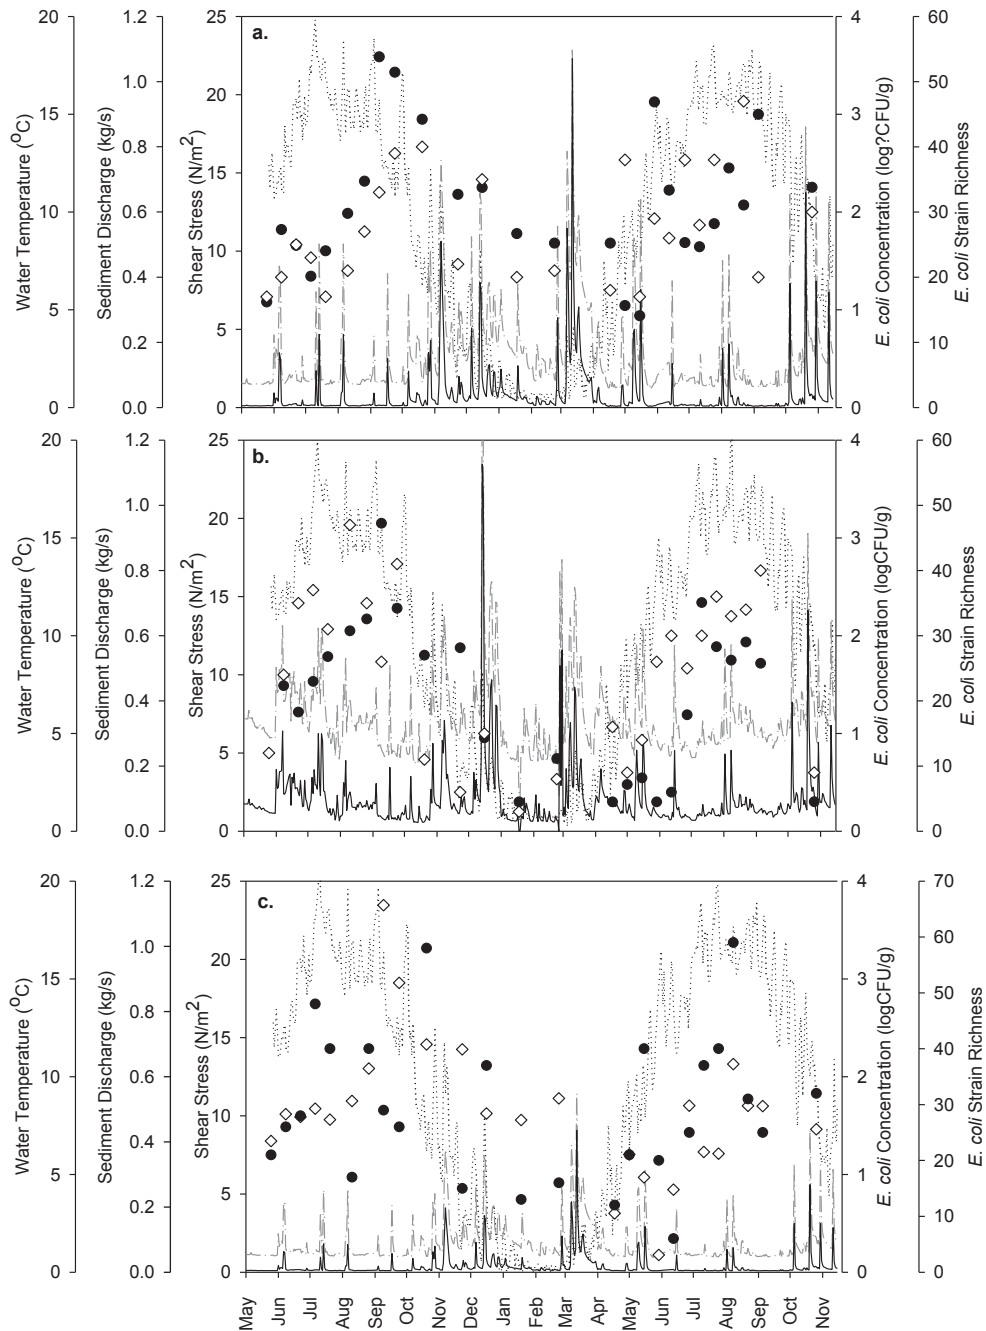 a.
20
15
10
5
0
Water Temperature (°C)
1.2
1.0
0.8
0.6
0.4
0.2
0.0
Sediment Discharge (kg/s)
25
20
15
10
5
0
Shear Stress (N/m²)
4
3
2
1
0
E. coli Concentration (log?CFU/g)
60
50
40
30
20
10
0
E. coli Strain Richness
b.
20
15
10
5
0
Water Temperature (°C)
1.2
1.0
0.8
0.6
0.4
0.2
0.0
Sediment Discharge (kg/s)
25
20
15
10
5
0
Shear Stress (N/m²)
4
3
2
1
0
E. coli Concentration (logCFU/g)
60
50
40
30
20
10
0
E. coli Strain Richness
c.
20
15
10
5
0
Water Temperature (°C)
1.2
1.0
0.8
0.6
0.4
0.2
0.0
Sediment Discharge (kg/s)
25
20
15
10
5
0
Shear Stress (N/m²)
4
3
2
1
0
E. coli Concentration (logCFU/g)
70
60
50
40
30
20
10
0
E. coli Strain Richness
May
Jun
Jul
Aug
Sep
Oct
Nov
Dec
Jan
Feb
Mar
Apr
May
Jun
Jul
Aug
Sep
Oct
Nov